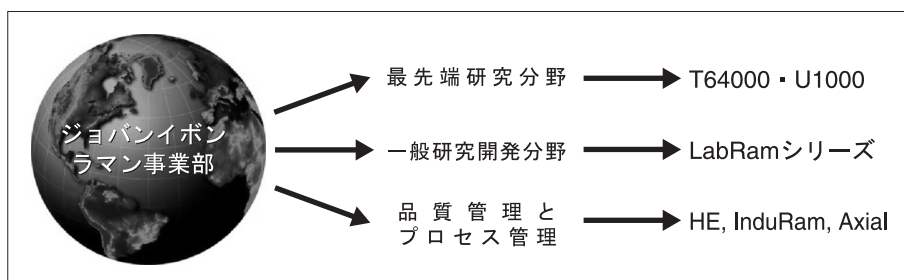 ジョバンイボン
ラマン事業部
最先端研究分野
T64000・U1000
一般研究開発分野
LabRamシリーズ
品質管理と
プロセス管理
HE, InduRam, Axial